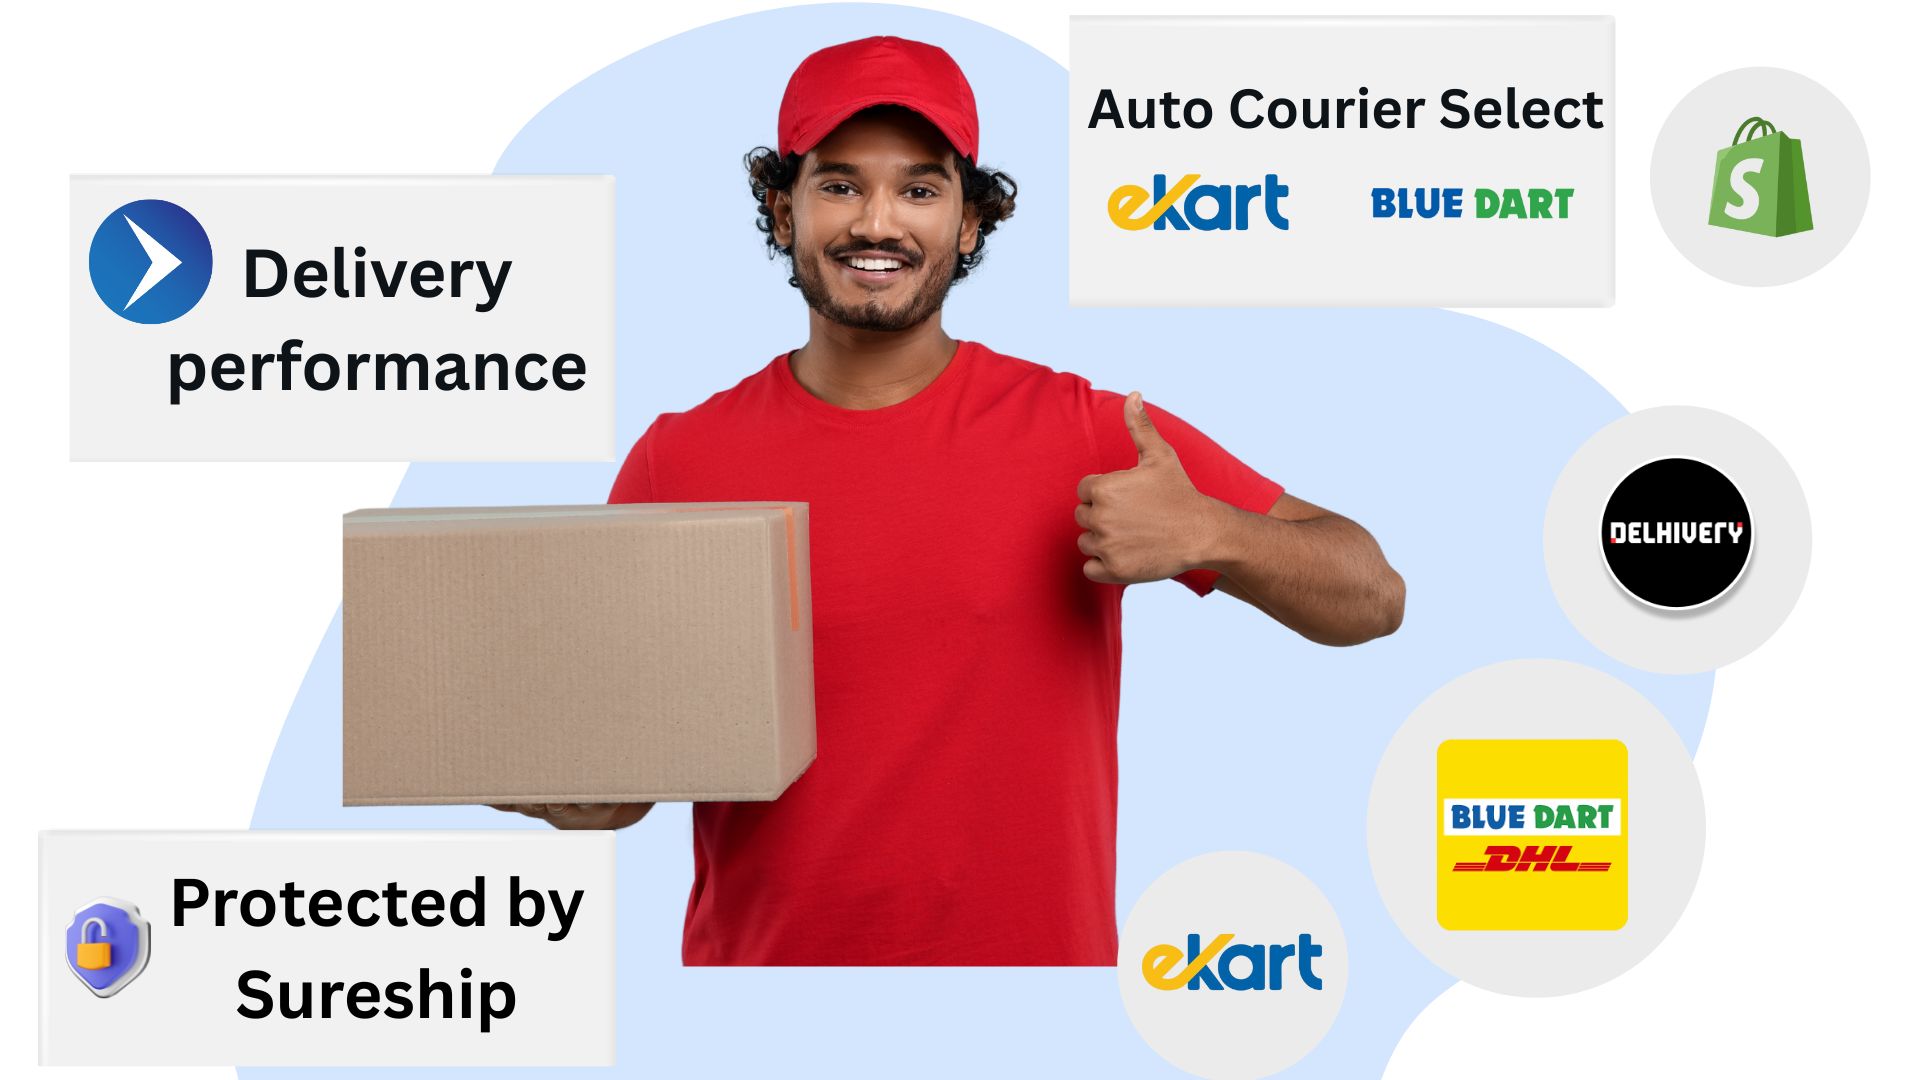 Auto Courier Select
ekart BLUE DART
S
Delivery
performance
DELHIVERY
BLUE DART
DHL
Protected by
Sureship
ekart